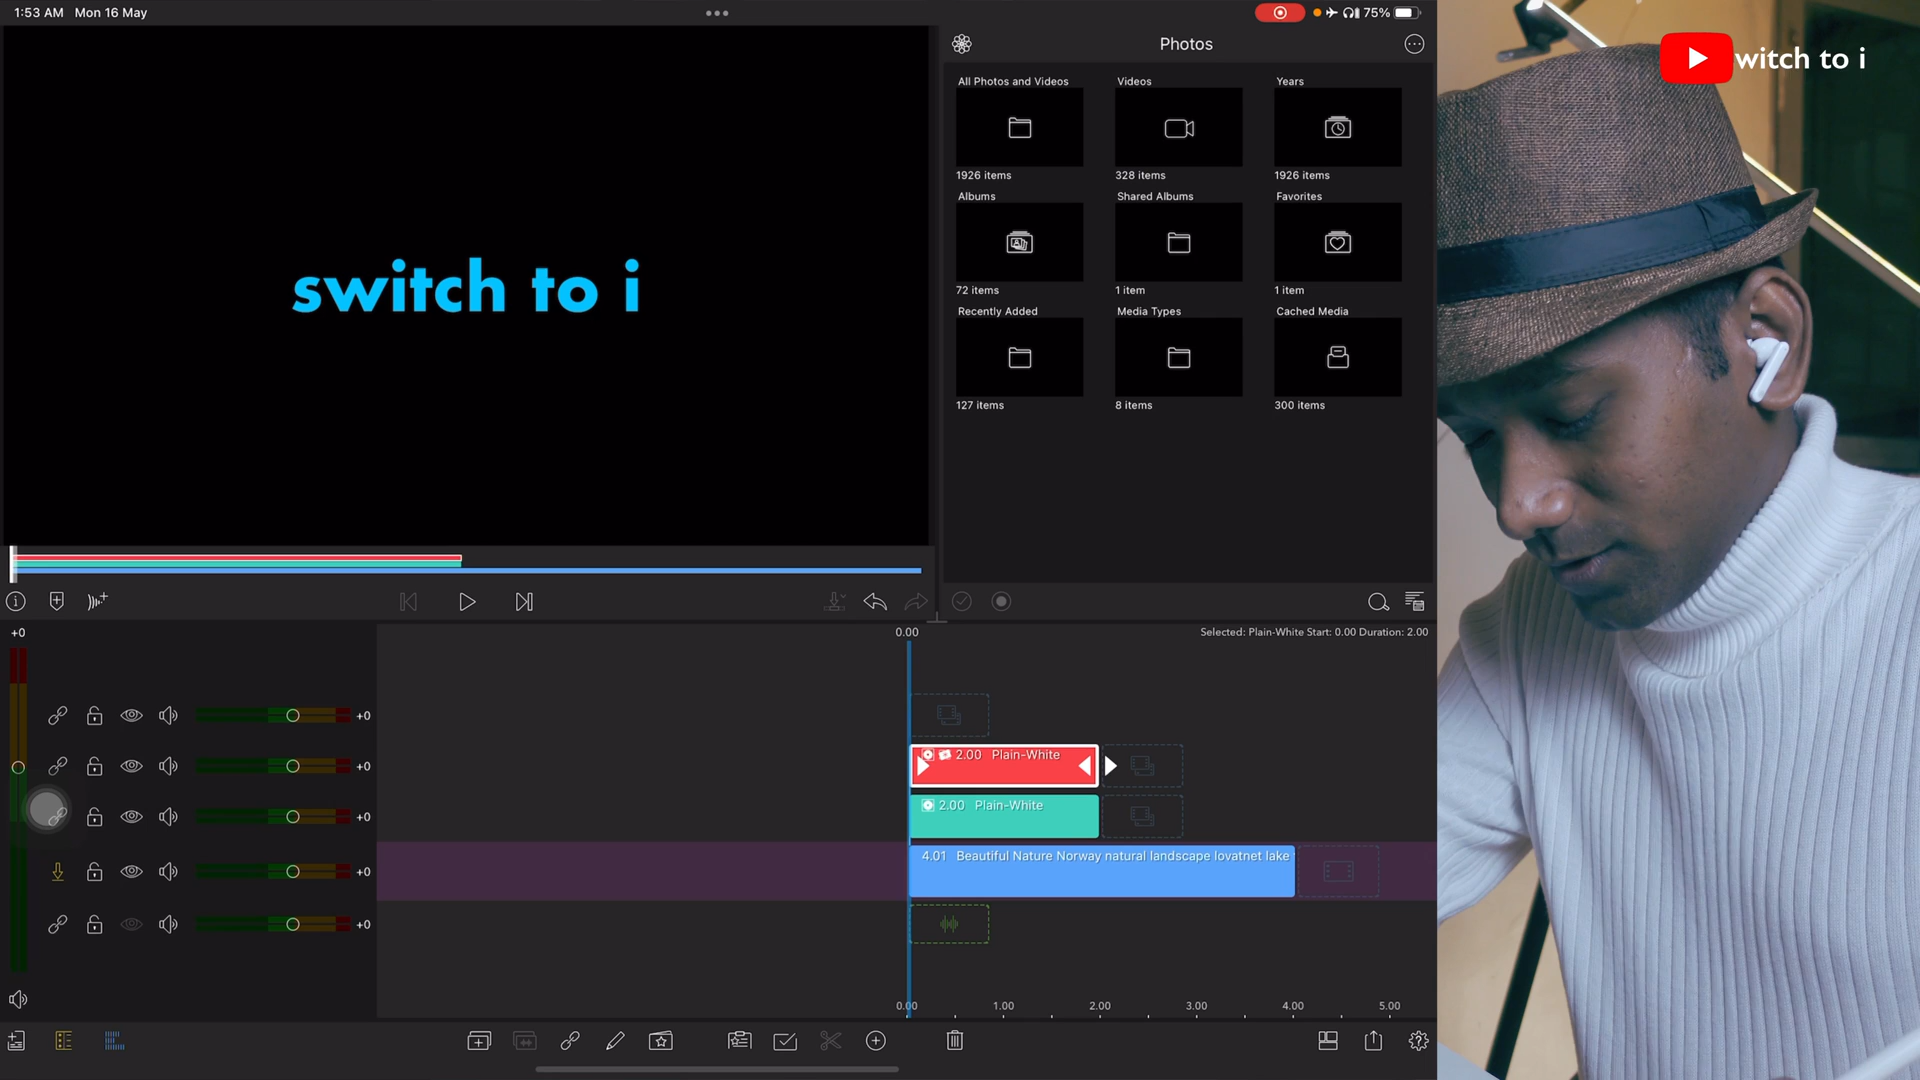 1:53 AM Mon 16 May
75%
Photos
witch to i
All Photos and Videos
Videos
Years
1926 items
328 items
1926 items
Albums
Shared Albums
Favorites
72 items
1 item
1 item
Recently Added
Media Types
Cached Media
127 items
8 items
300 items
switch to i
+0
0.00
Selected: Plain-White Start: 0.00 Duration: 2.00
+0
2.00 Plain-White
+0
2.00 Plain-White
+0
4.01 Beautiful Nature Norway natural landscape lovatnet lake
+0
+0
0.00 1.00 2.00 3.00 4.00 5.00